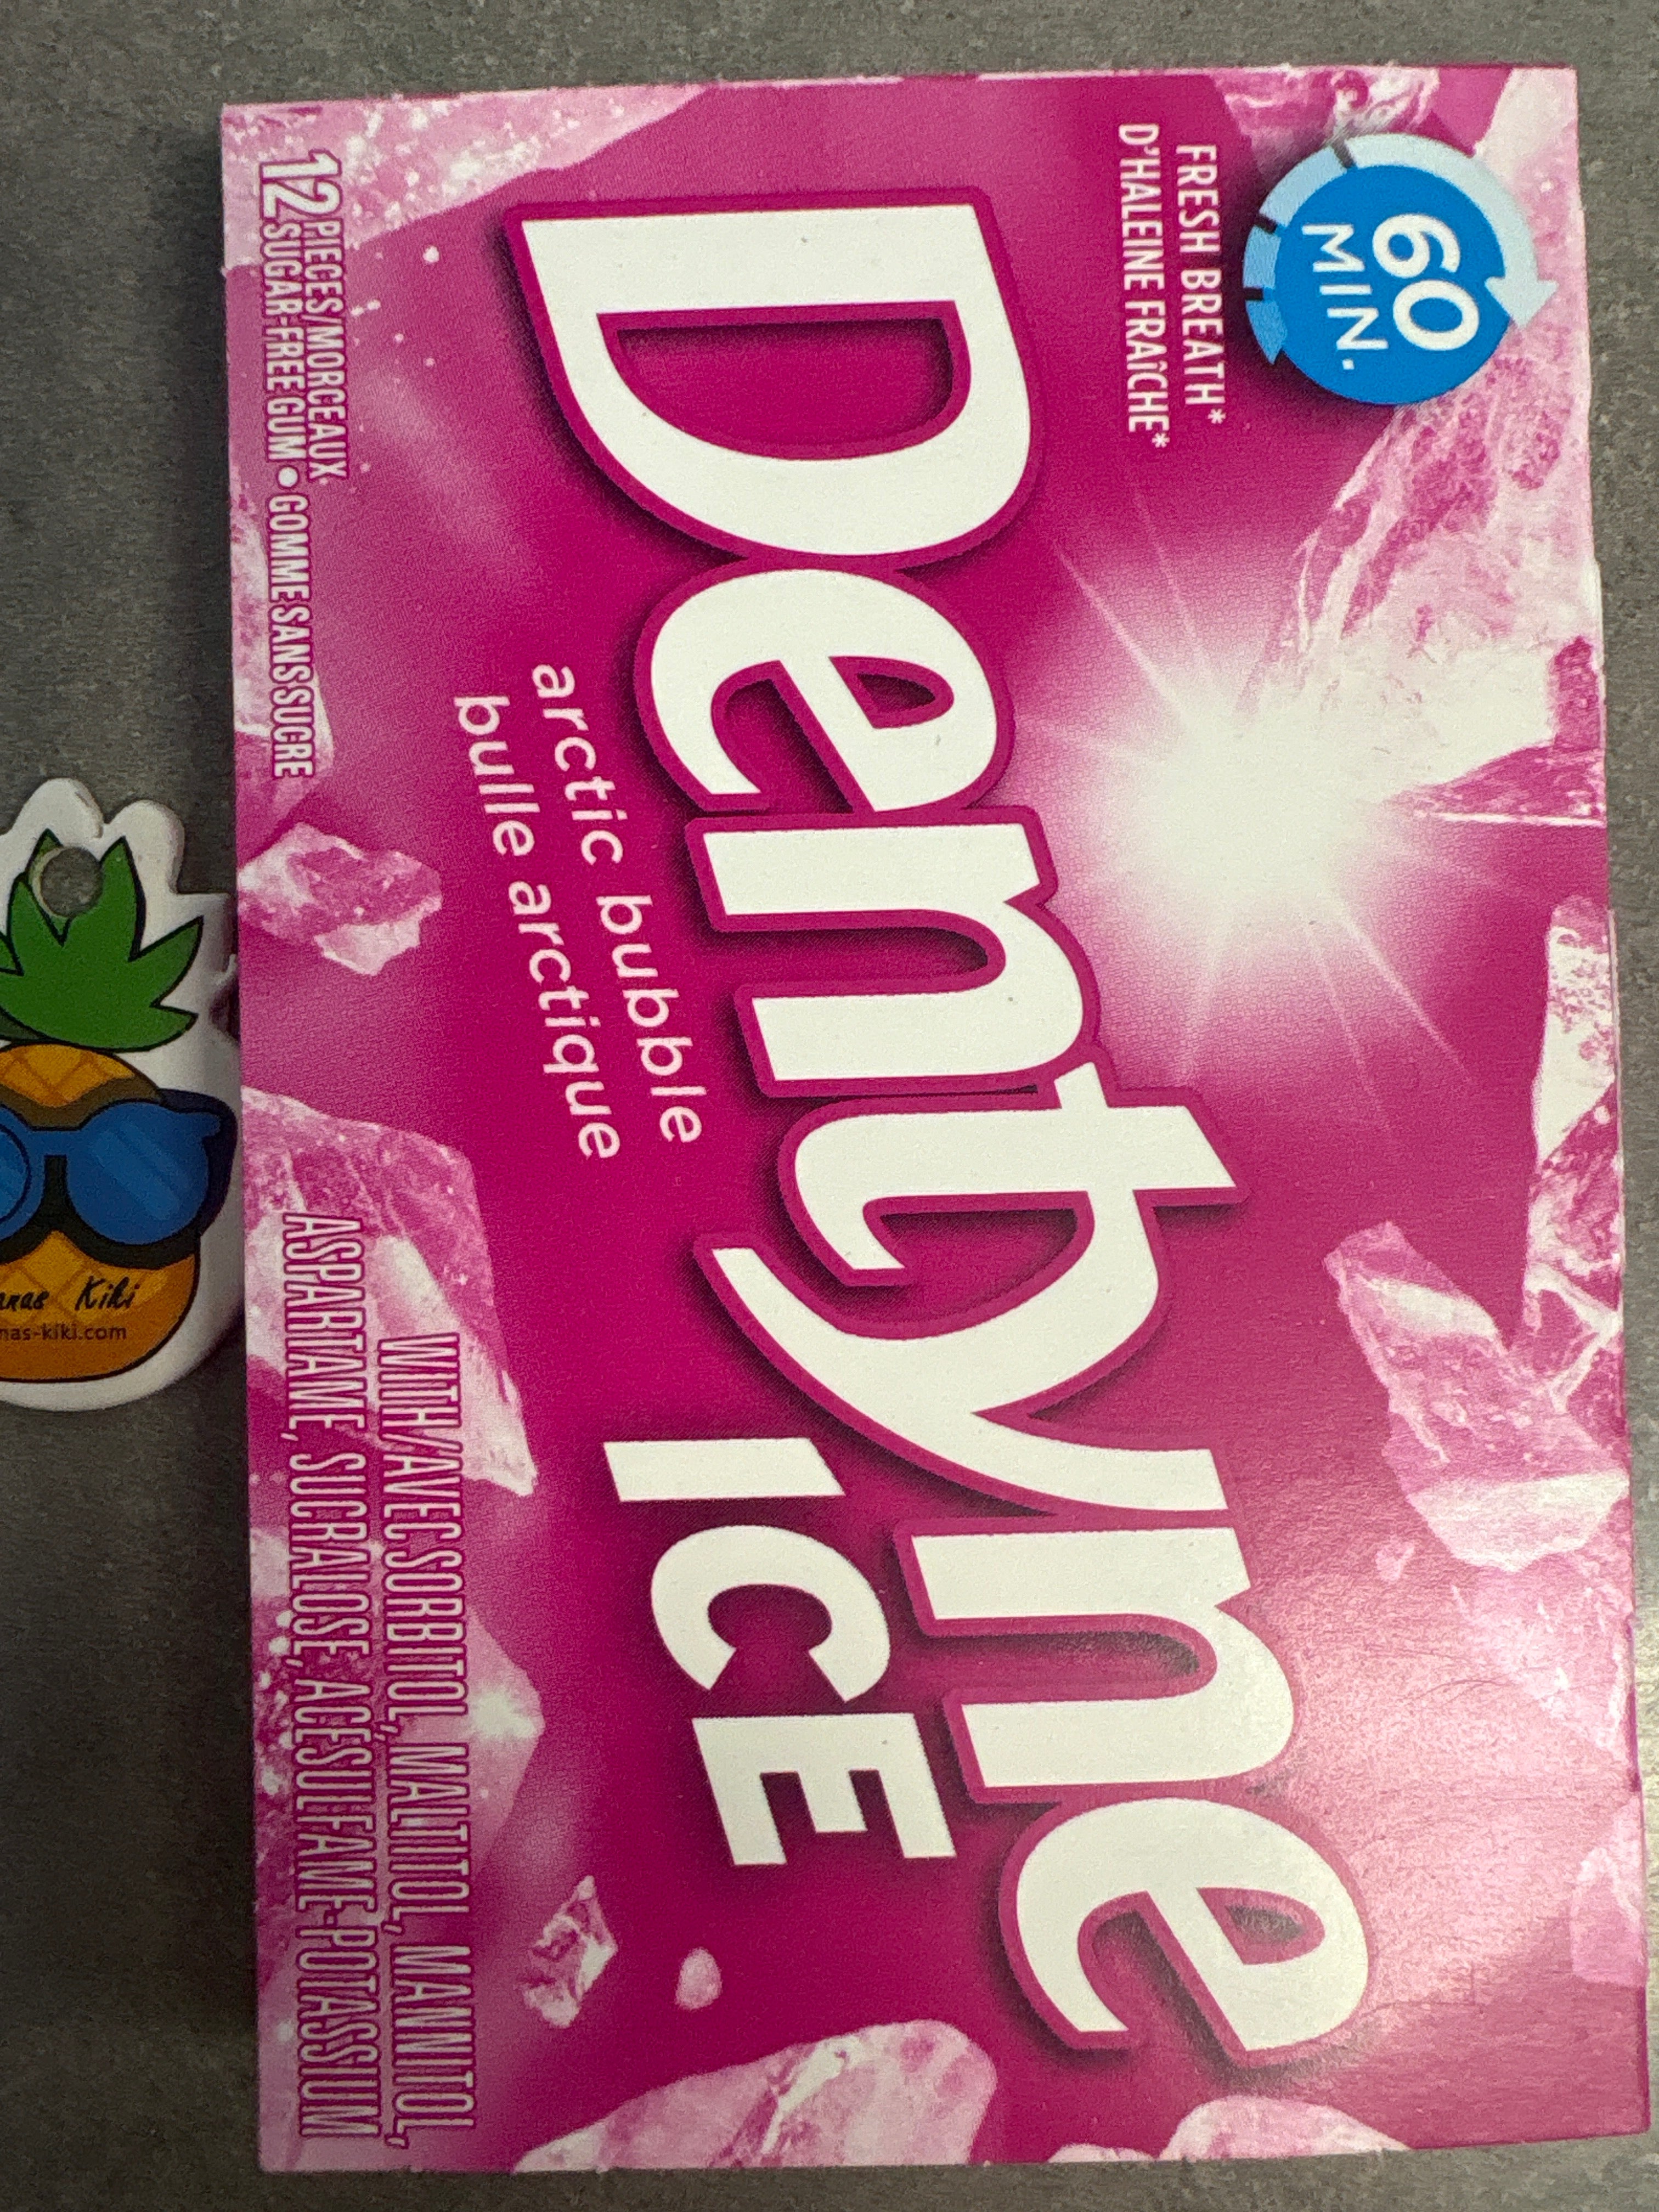 60
MIN.
FRESH BREATH*
D'HALEINE FRAÎCHE*
Dentyne
ICE
arctic bubble
bulle arctique
12 PIECES/MORCEAUX
SUGAR-FREE GUM • GOMME SANS SUCRE
WITH/AVEC SORBITOL, MALTITOL, MANNITOL,
ASPARTAME, SUCRALOSE, ACESULFAME-POTASSIUM
Kiki